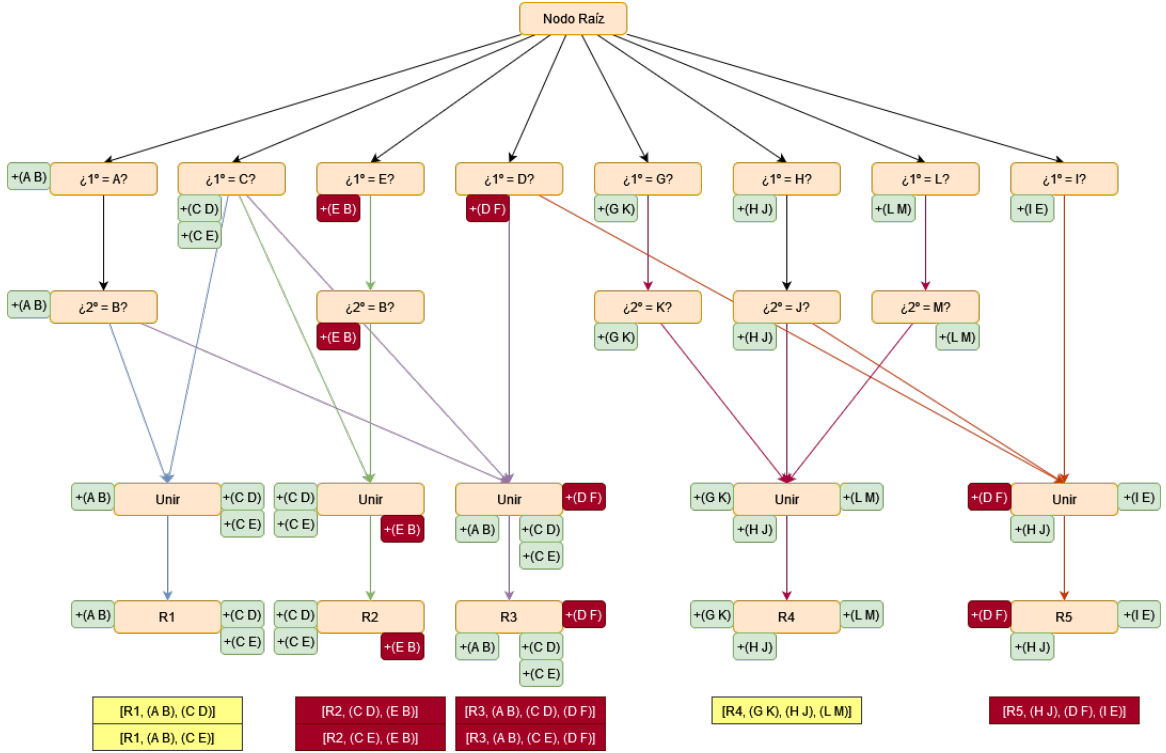 Nodo Raíz
+(A B) ¿1º = A? ¿1º = C? ¿1º = E? ¿1º = D? ¿1º = G? ¿1º = H? ¿1º = L? ¿1º = I?
+(C D) +(E B) +(D F) +(G K) +(H J) +(L M) +(I E)
+(C E)
+(A B) ¿2º = B? ¿2º = B? ¿2º = K? ¿2º = J? ¿2º = M?
+(E B) +(G K) +(H J) +(L M)
+(A B) Unir +(C D) +(C D) Unir Unir +(D F) +(G K) Unir +(L M) +(D F) Unir +(I E)
+(C E) +(C E) +(E B) +(A B) +(C D) +(H J) +(H J)
+(C E)
+(A B) R1 +(C D) +(C D) R2 R3 +(D F) +(G K) R4 +(L M) +(D F) R5 +(I E)
+(C E) +(C E) +(E B) +(A B) +(C D) +(H J) +(H J)
+(C E)
[R1, (A B), (C D)] [R2, (C D), (E B)] [R3, (A B), (C D), (D F)] [R4, (G K), (H J), (L M)] [R5, (H J), (D F), (I E)]
[R1, (A B), (C E)] [R2, (C E), (E B)] [R3, (A B), (C E), (D F)]